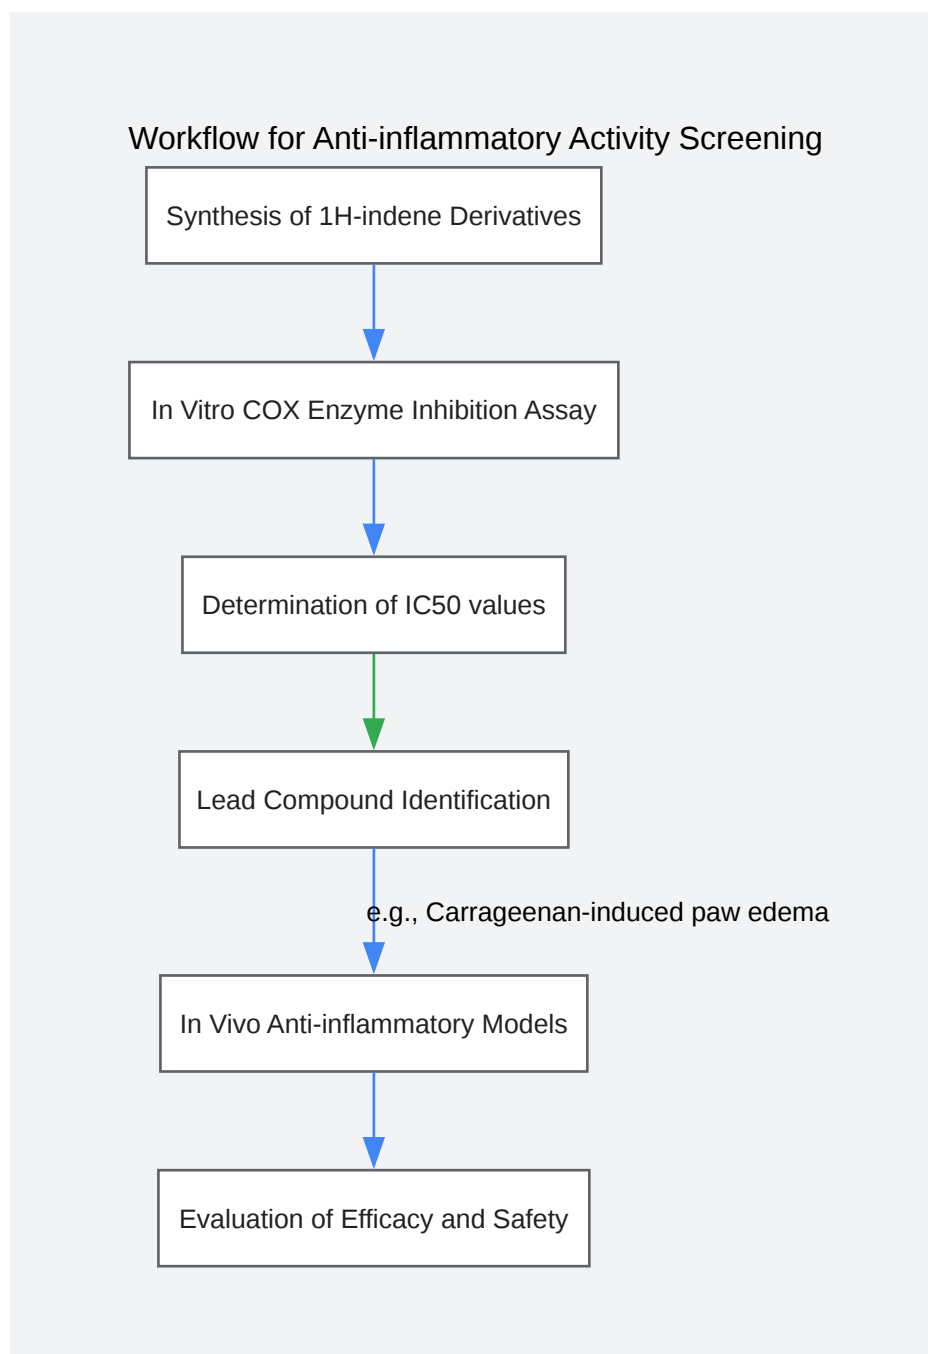 Workflow for Anti-inflammatory Activity Screening
Synthesis of 1H-indene Derivatives
In Vitro COX Enzyme Inhibition Assay
Determination of IC50 values
Lead Compound Identification
e.g., Carrageenan-induced paw edema
In Vivo Anti-inflammatory Models
Evaluation of Efficacy and Safety